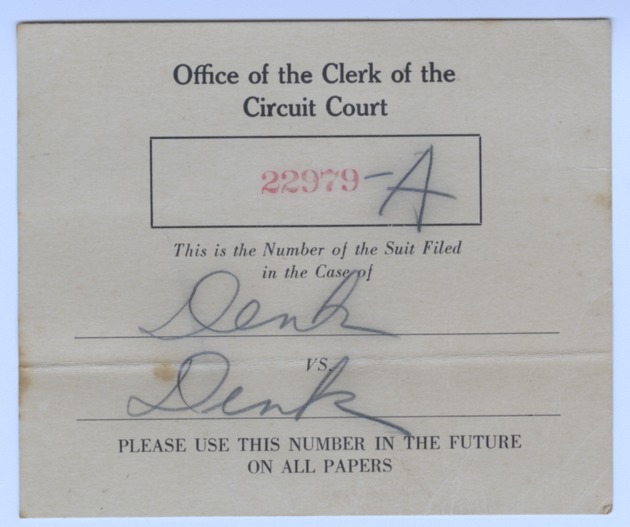 Office of the Clerk of the
Circuit Court
22979-A
This is the Number of the Suit Filed
in the Case of
Denk
VS.
Denk
PLEASE USE THIS NUMBER IN THE FUTURE
ON ALL PAPERS